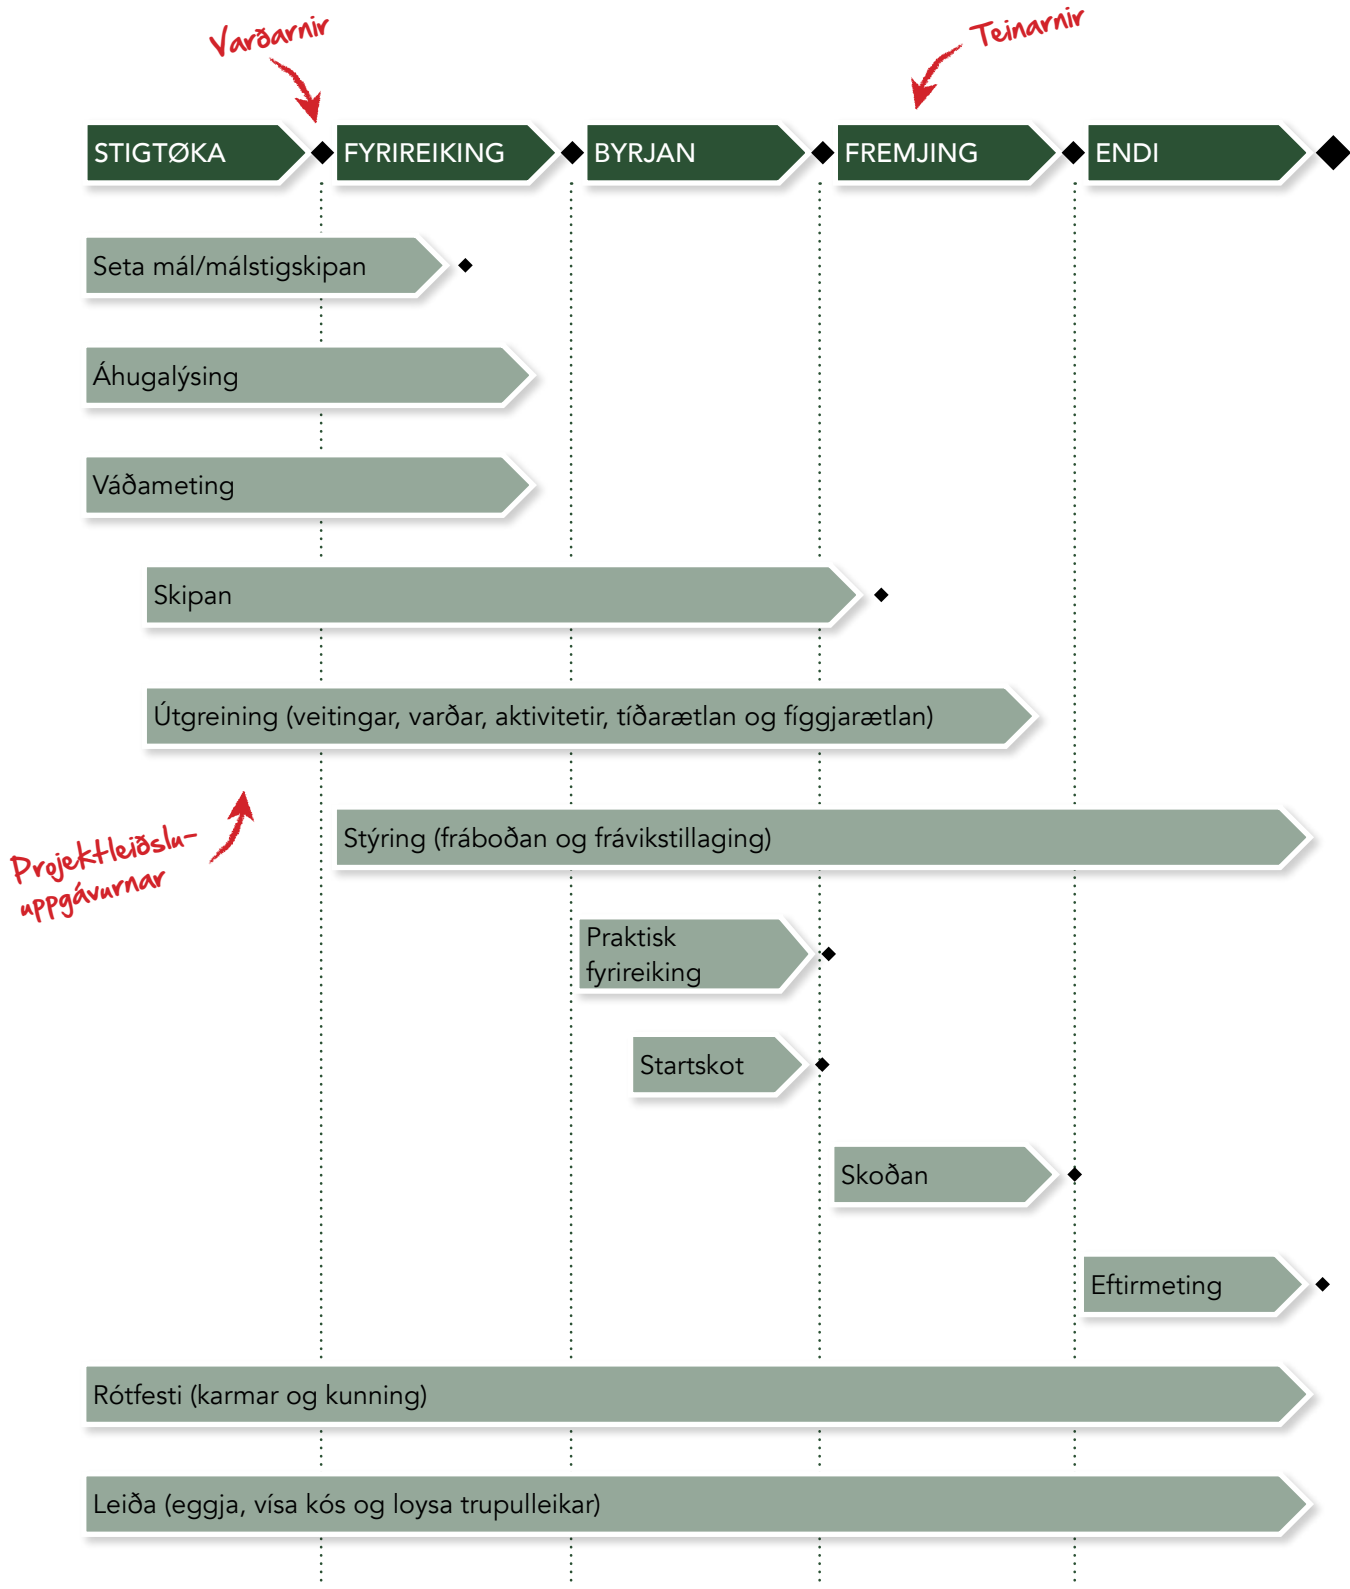 Varðarnir
Teinarnir
STIGTØKA
FYRIREIKING
BYRJAN
FREMJING
ENDI
Seta mál/málstigskipan
Áhugalýsing
Váðameting
Skipan
Útgreining (veitingar, varðar, aktivitetir, tíðarætlan og fíggjarætlan)
Projektleiðslu-
uppgávurnar
Stýring (fráboðan og frávikstillaging)
Praktisk
fyrireiking
Startskot
Skoðan
Eftirmeting
Rótfesti (karmar og kunning)
Leiða (eggja, vísa kós og loysa trupulleikar)